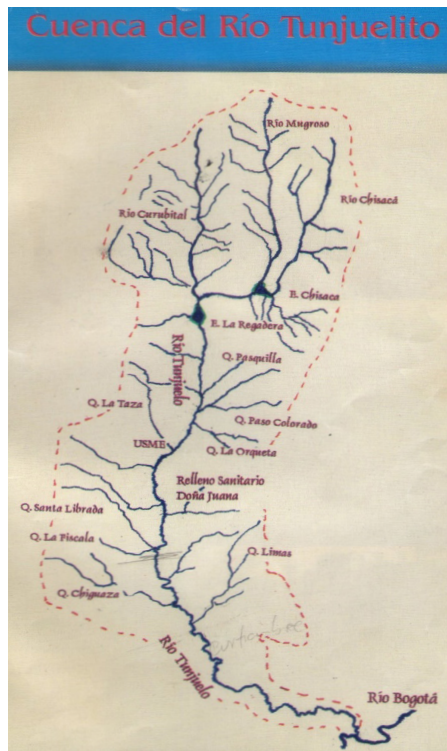 Cuenca del Río Tunjuelito
Río Mugroso
Río Chisacá
Río Curubital
E. Chisaca
E. La Regadera
Río Tunjuelo
Q. Pasquilla
Q. La Taza
Q. Paso Colorado
USME
Q. La Orqueta
Relleno Sanitario
Doña Juana
Q. Santa Librada
Q. La Fiscala
Q. Limas
Q. Chiguaza
Río Tunjuelo
Río Bogotá